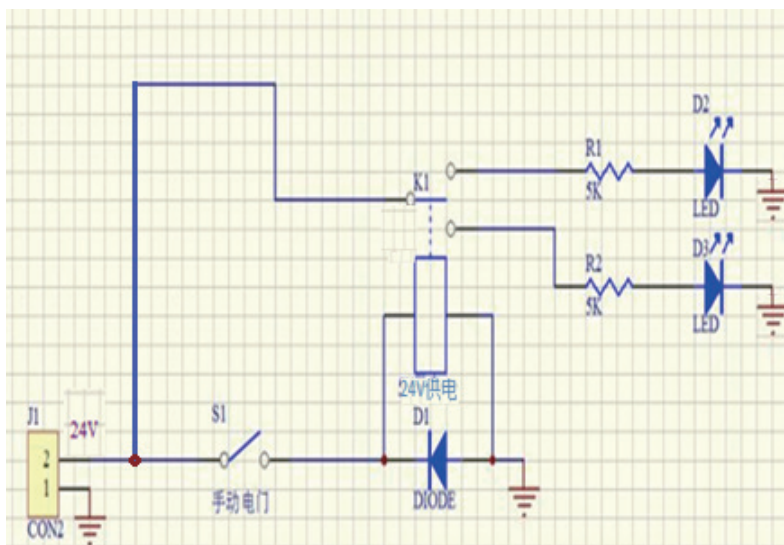 D2
R1
K1
5K
LED
D3
R2
5K
LED
24V供电
J1
24V
S1
D1
2
1
手动电门
DIODE
CON2